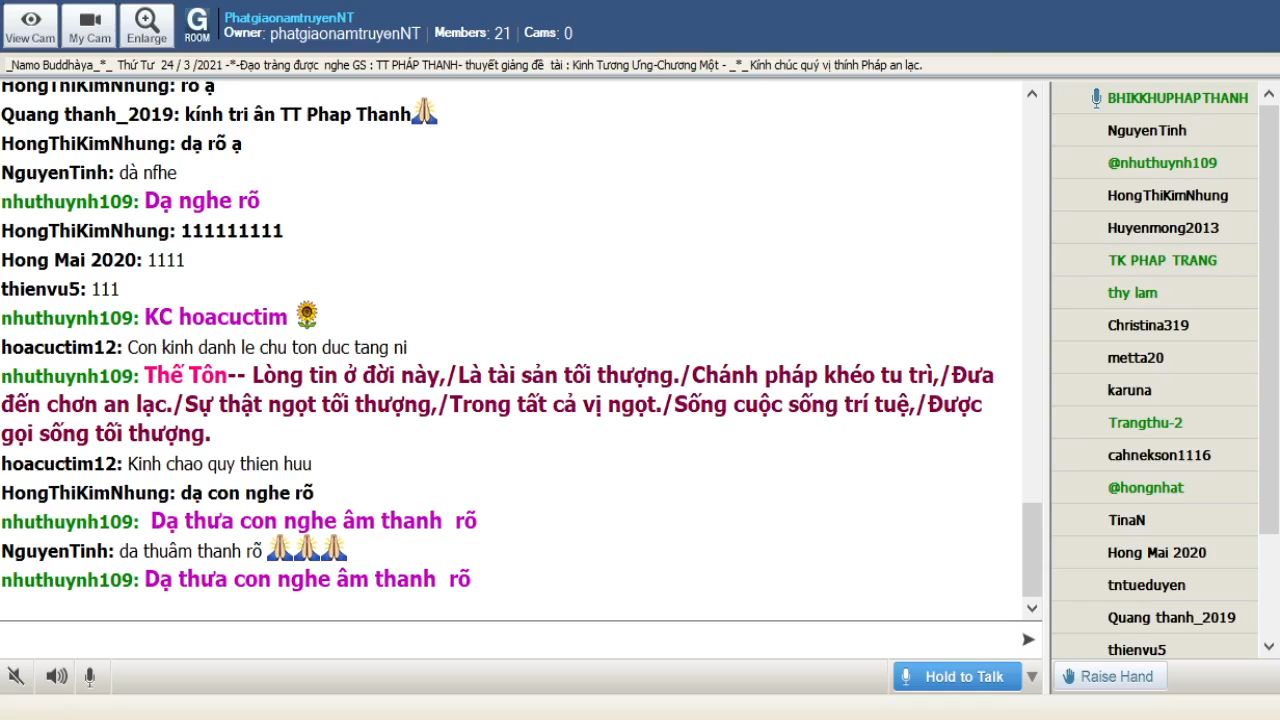 View Cam
My Cam
Enlarge
G
ROOM
PhatgiaonamtruyenNT
Owner: phatgiaonamtruyenNT | Members: 21 | Cams: 0
_Namo Buddhàya_*_ Thứ Tư 24 / 3 /2021 -*-Đạo tràng được nghe GS : TT PHÁP THANH- thuyết giảng đề tài : Kinh Tương Ưng-Chương Một - _*_Kính chúc quý vị thính Pháp an lạc.
HongThiKimNhung: rõ ạ
Quang thanh_2019: kính tri ân TT Phap Thanh
HongThiKimNhung: dạ rõ ạ
NguyenTinh: dà nfhe
nhuthuynh109: Dạ nghe rõ
HongThiKimNhung: 111111111
Hong Mai 2020: 1111
thienvu5: 111
nhuthuynh109: KC hoacuctim
hoacuctim12: Con kinh danh le chu ton duc tang ni
nhuthuynh109: Thế Tôn-- Lòng tin ở đời này,/Là tài sản tối thượng./Chánh pháp khéo tu trì,/Đưa
đến chơn an lạc./Sự thật ngọt tối thượng,/Trong tất cả vị ngọt./Sống cuộc sống trí tuệ,/Được
gọi sống tối thượng.
hoacuctim12: Kinh chao quy thien huu
HongThiKimNhung: dạ con nghe rõ
nhuthuynh109: Dạ thưa con nghe âm thanh rõ
NguyenTinh: da thuâm thanh rõ
nhuthuynh109: Dạ thưa con nghe âm thanh rõ
Hold to Talk
BHIKKHUPHAPTHANH
NguyenTinh
@nhuthuynh109
HongThiKimNhung
Huyenmong2013
TK PHAP TRANG
thy lam
Christina319
metta20
karuna
Trangthu-2
cahnekson1116
@hongnhat
TinaN
Hong Mai 2020
tntueduyen
Quang thanh_2019
thienvu5
Raise Hand